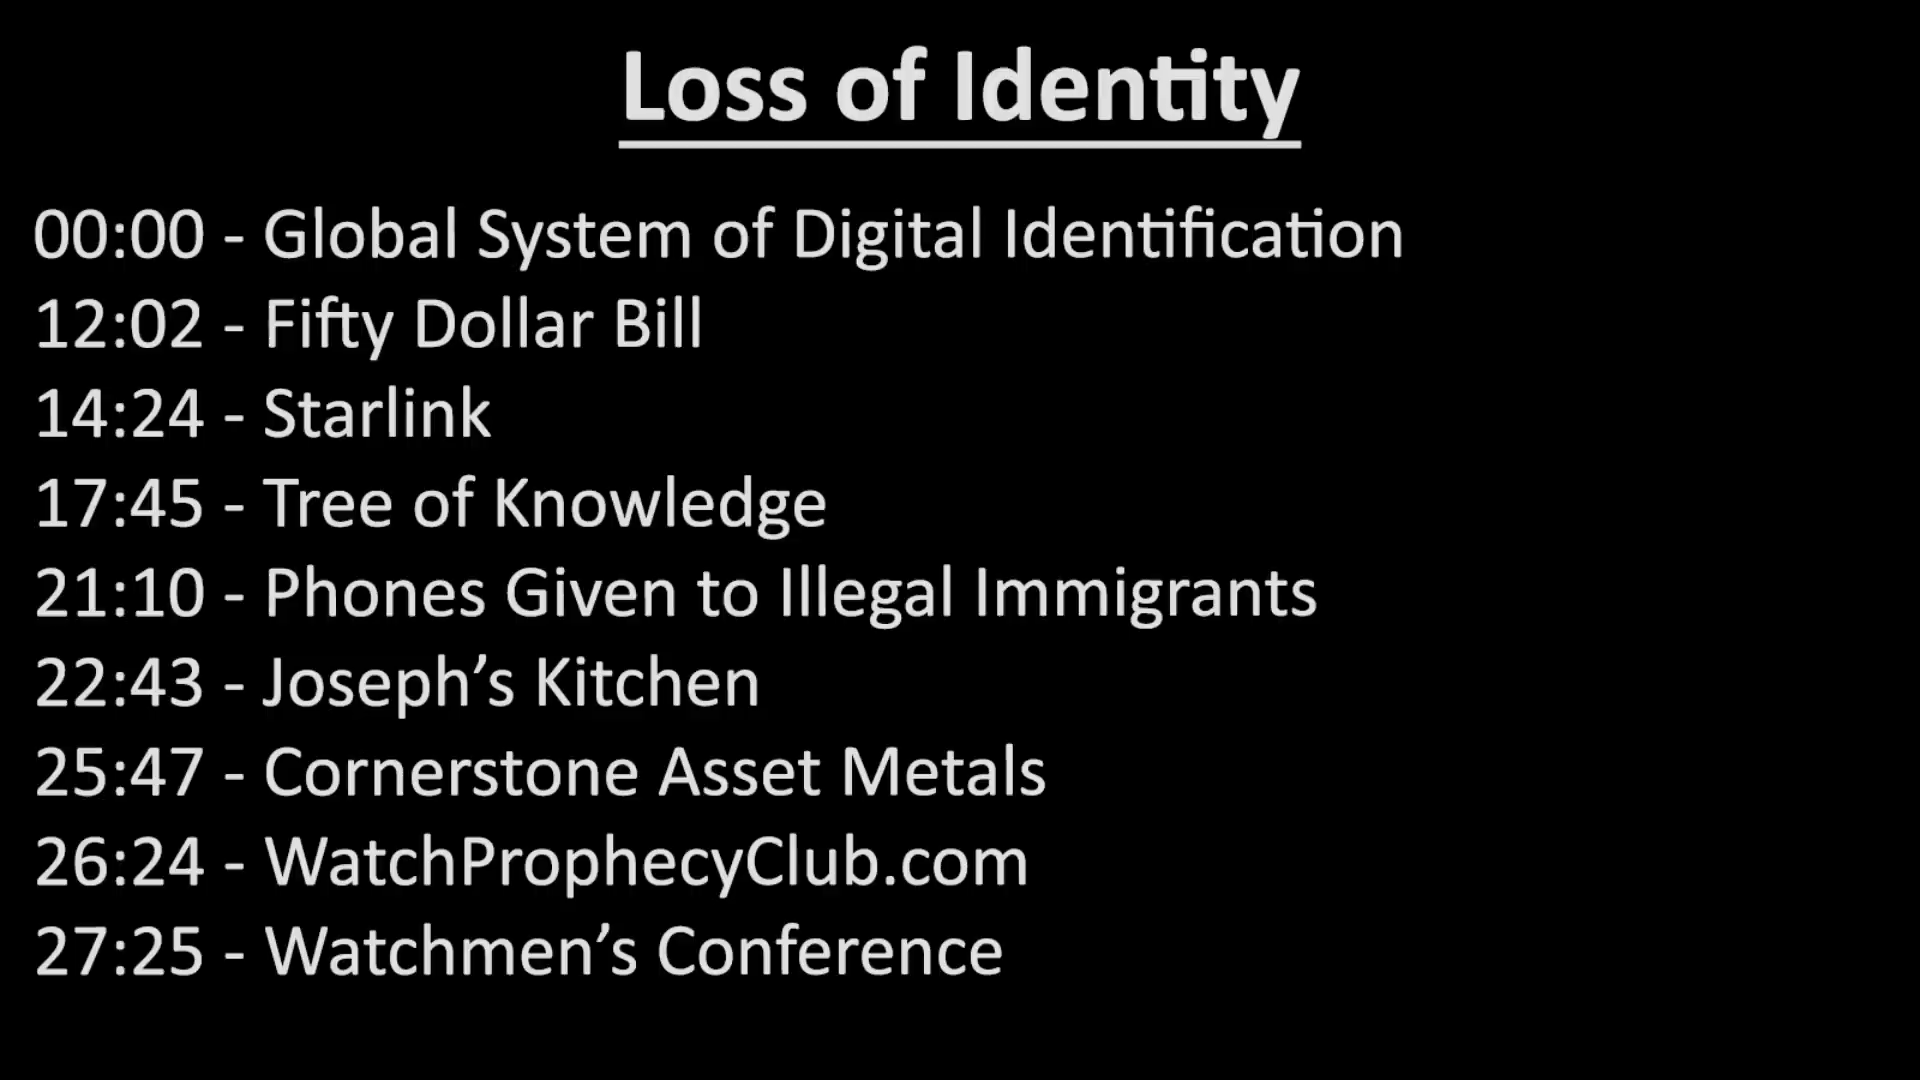 Loss of Identity
00:00 - Global System of Digital Identification
12:02 - Fifty Dollar Bill
14:24 - Starlink
17:45 - Tree of Knowledge
21:10 - Phones Given to Illegal Immigrants
22:43 - Joseph’s Kitchen
25:47 - Cornerstone Asset Metals
26:24 - WatchProphecyClub.com
27:25 - Watchmen’s Conference